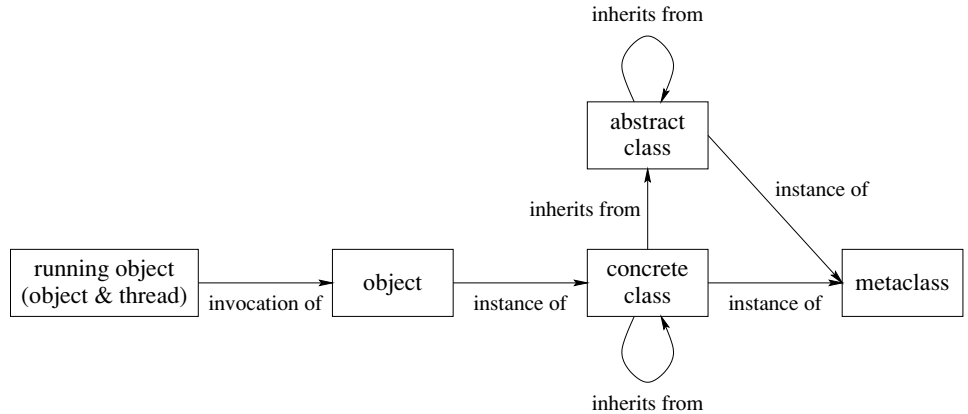 inherits from
abstract
class
instance of
inherits from
running object
(object & thread)
invocation of
object
instance of
concrete
class
instance of
metaclass
inherits from